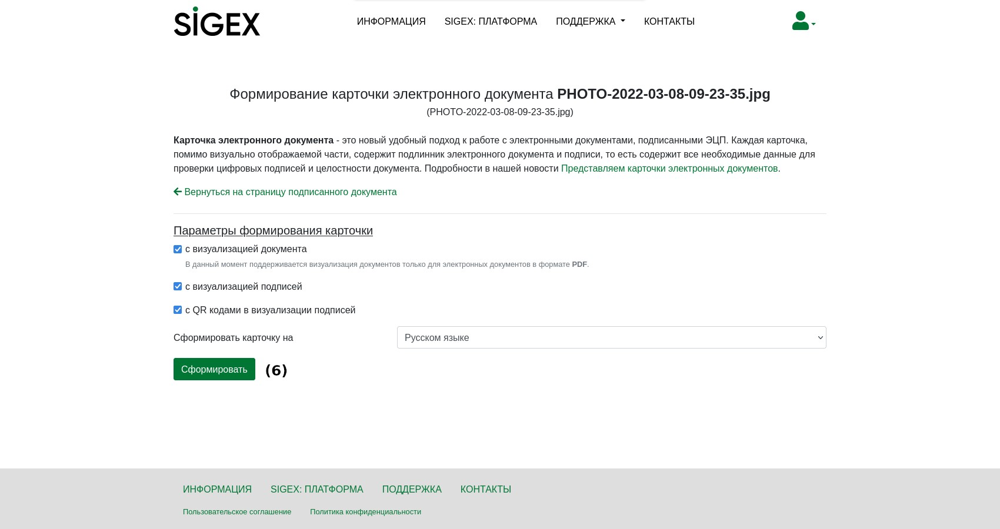 SIGEX
ИНФОРМАЦИЯ SIGEX: ПЛАТФОРМА ПОДДЕРЖКА КОНТАКТЫ
Формирование карточки электронного документа PHOTO-2022-03-08-09-23-35.jpg
(PHOTO-2022-03-08-09-23-35.jpg)
Карточка электронного документа - это новый удобный подход к работе с электронными документами, подписанными ЭЦП. Каждая карточка,
помимо визуально отображаемой части, содержит подлинник электронного документа и подписи, то есть содержит все необходимые данные для
проверки цифровых подписей и целостности документа. Подробности в нашей новости Представляем карточки электронных документов.
Вернуться на страницу подписанного документа
Параметры формирования карточки
с визуализацией документа
В данный момент поддерживается визуализация документов только для электронных документов в формате PDF.
с визуализацией подписей
с QR кодами в визуализации подписей
Сформировать карточку на Русском языке
Сформировать (6)
ИНФОРМАЦИЯ SIGEX: ПЛАТФОРМА ПОДДЕРЖКА КОНТАКТЫ
Пользовательское соглашение Политика конфиденциальности